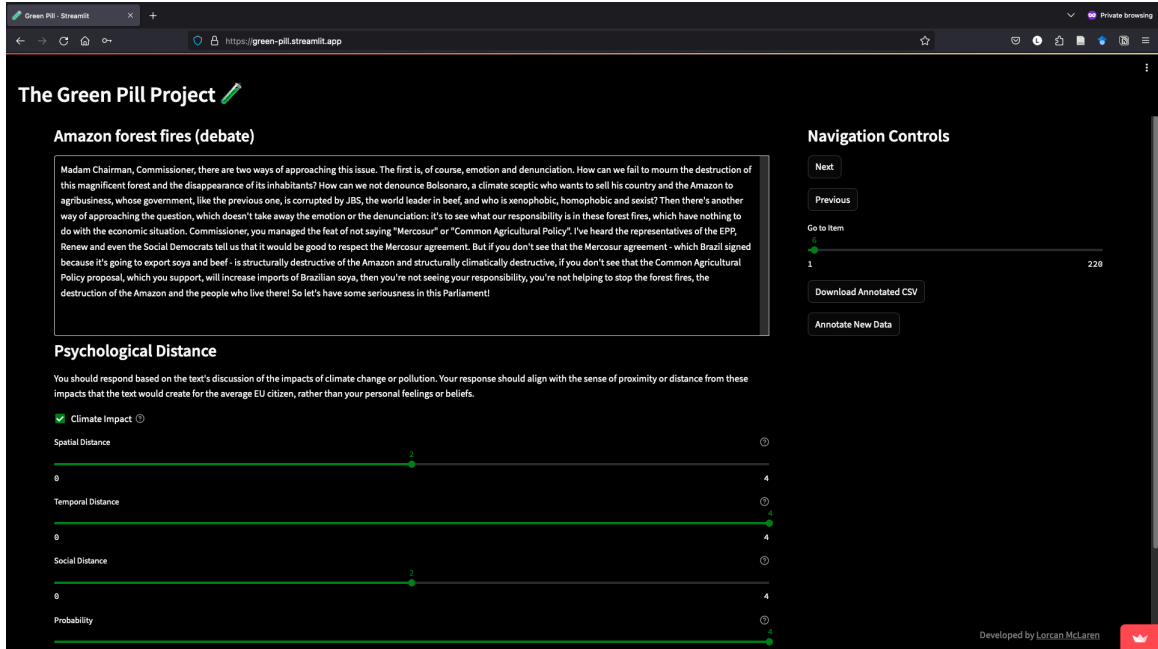 Green Pill · Streamlit
Private browsing
https://green-pill.streamlit.app
The Green Pill Project
Amazon forest fires (debate)
Madam Chairman, Commissioner, there are two ways of approaching this issue. The first is, of course, emotion and denunciation. How can we fail to mourn the destruction of
this magnificent forest and the disappearance of its inhabitants? How can we not denounce Bolsonaro, a climate sceptic who wants to sell his country and the Amazon to
agribusiness, whose government, like the previous one, is corrupted by JBS, the world leader in beef, and who is xenophobic, homophobic and sexist? Then there's another
way of approaching the question, which doesn't take away the emotion or the denunciation: it's to see what our responsibility is in these forest fires, which have nothing to
do with the economic situation. Commissioner, you managed the feat of not saying "Mercosur" or "Common Agricultural Policy". I've heard the representatives of the EPP,
Renew and even the Social Democrats tell us that it would be good to respect the Mercosur agreement. But if you don't see that the Mercosur agreement - which Brazil signed
because it's going to export soya and beef - is structurally destructive of the Amazon and structurally climatically destructive, if you don't see that the Common Agricultural
Policy proposal, which you support, will increase imports of Brazilian soya, then you're not seeing your responsibility, you're not helping to stop the forest fires, the
destruction of the Amazon and the people who live there! So let's have some seriousness in this Parliament!
Psychological Distance
You should respond based on the text's discussion of the impacts of climate change or pollution. Your response should align with the sense of proximity or distance from these
impacts that the text would create for the average EU citizen, rather than your personal feelings or beliefs.
Climate Impact
Spatial Distance
2
0 4
Temporal Distance
4
0 4
Social Distance
2
0 4
Probability
4
Navigation Controls
Next
Previous
Go to item
6
1 220
Download Annotated CSV
Annotate New Data
Developed by Lorcan McLaren